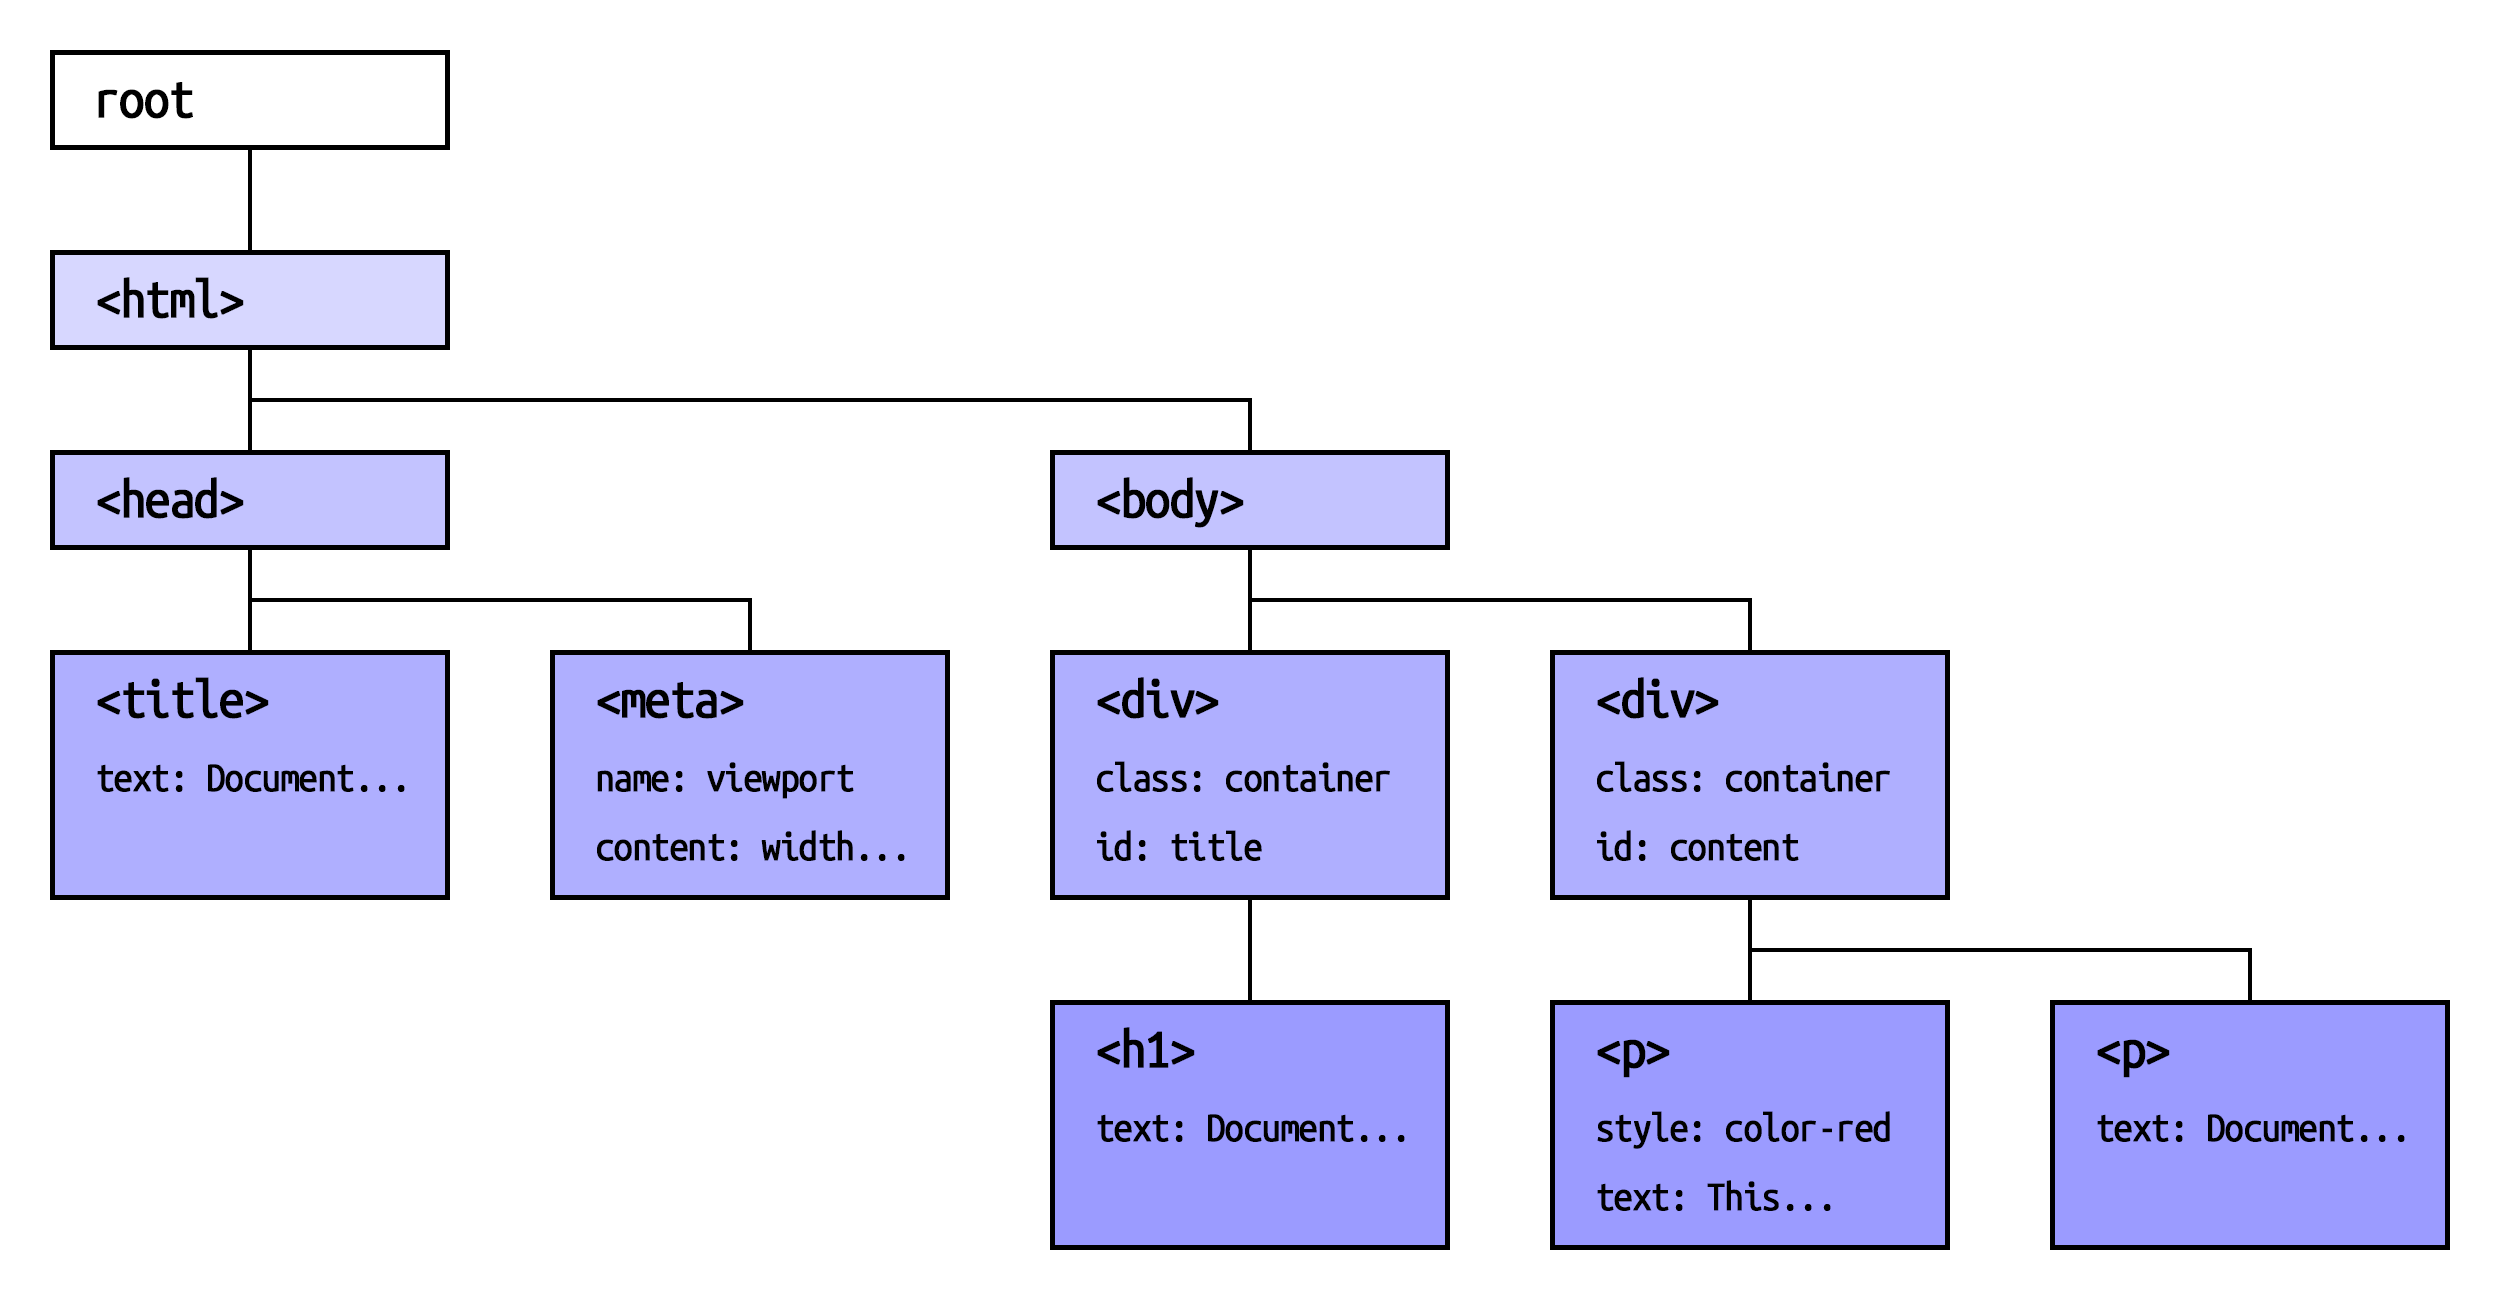 root
<html>
<head>
<body>
<title>
text: Document...
<meta>
name: viewport
content: width...
<div>
class: container
id: title
<div>
class: container
id: content
<h1>
text: Document...
<p>
style: color-red
text: This...
<p>
text: Document...